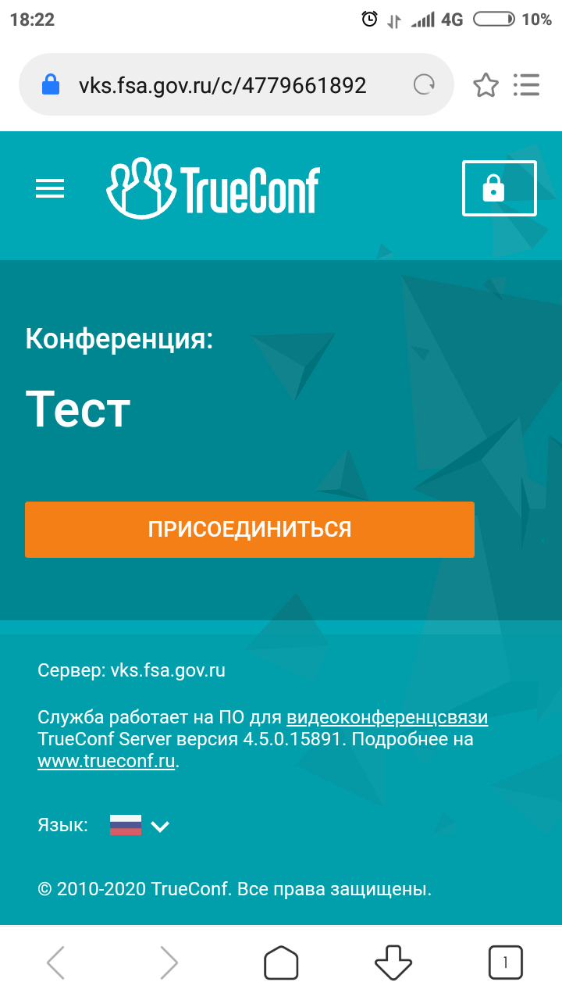 18:22
4G
10%
vks.fsa.gov.ru/c/4779661892
TrueConf
Конференция:
Тест
ПРИСОЕДИНИТЬСЯ
Сервер: vks.fsa.gov.ru
Служба работает на ПО для видеоконференцсвязи
TrueConf Server версия 4.5.0.15891. Подробнее на
www.trueconf.ru.
Язык:
© 2010-2020 TrueConf. Все права защищены.
1